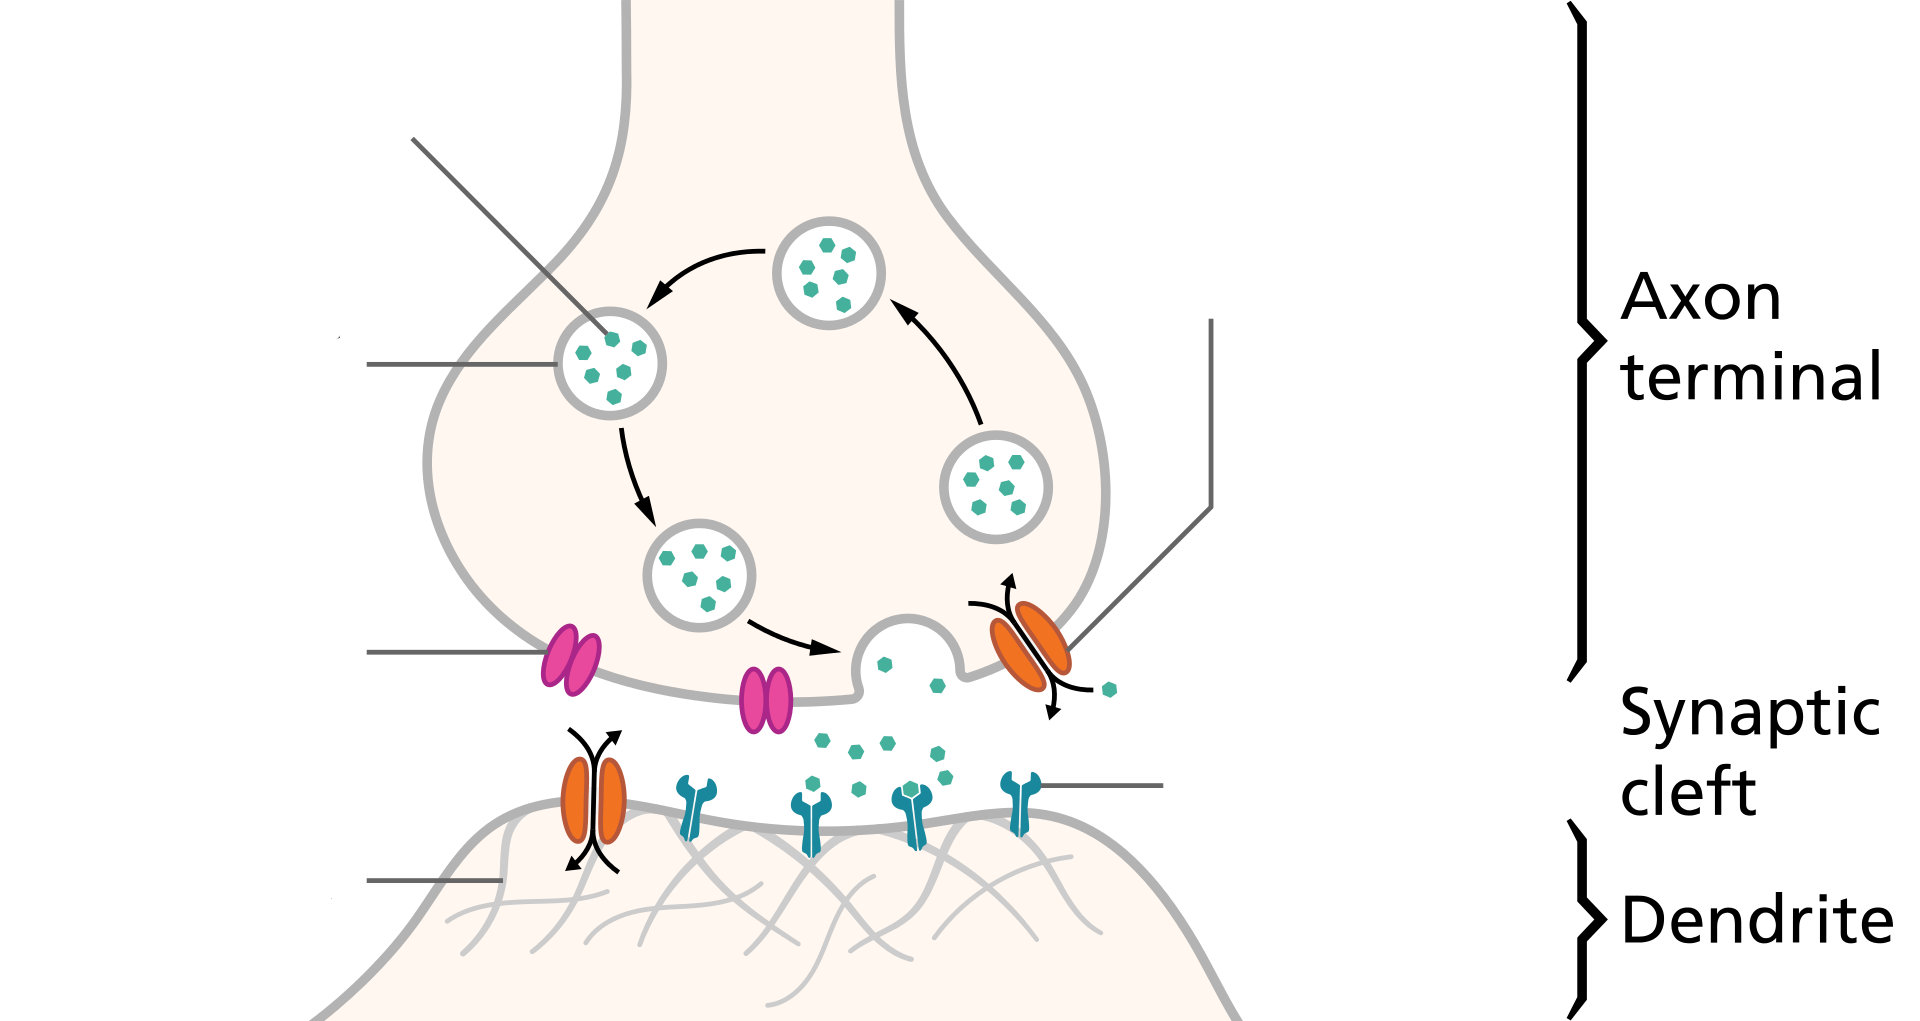 Axon
terminal
Synaptic
cleft
Dendrite